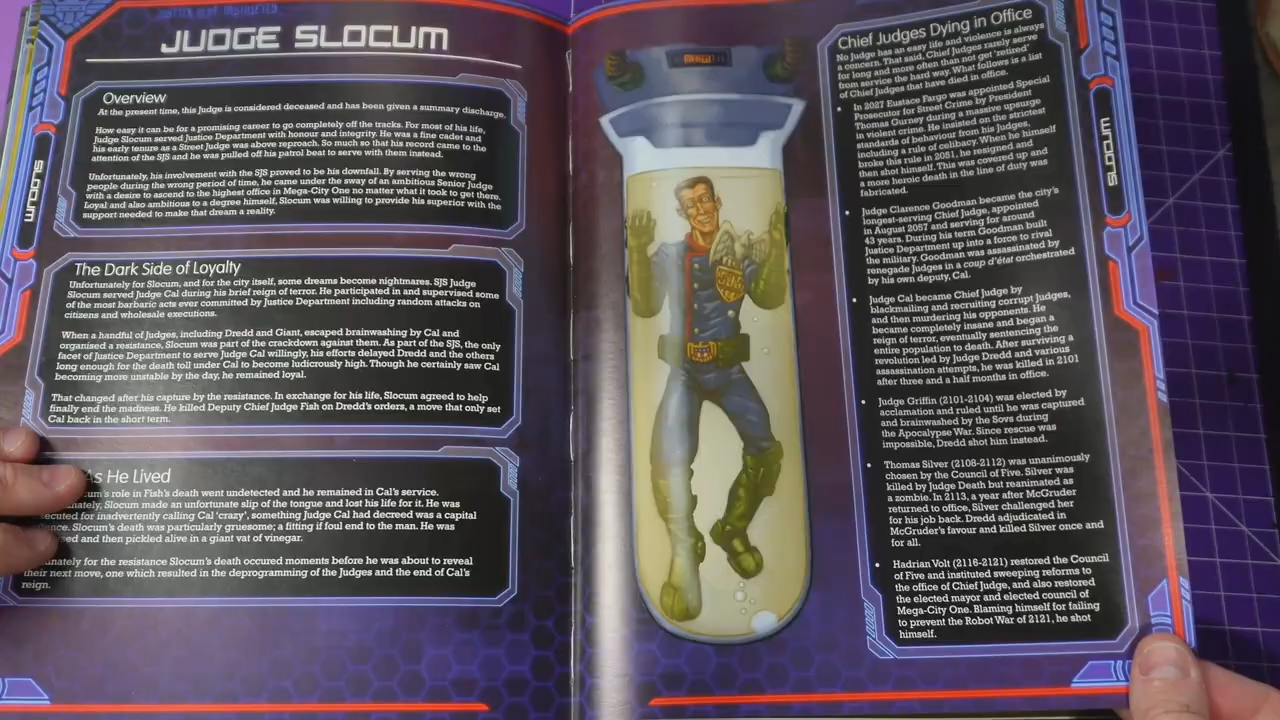 JUDGE SLOCUM
Overview
At the present time, this Judge is considered deceased and has been given a summary discharge.
How easy it can be for a promising career to go completely off the tracks. For most of his life,
Judge Slocum served Justice Department with honour and integrity. He was a fine cadet and
his early tenure as a Street Judge was above reproach. So much so that his record came to the
attention of the SJS and he was pulled off his patrol beat to serve with them instead.
Unfortunately, his involvement with the SJS proved to be his downfall. By serving the wrong
people during the wrong period of time, he came under the sway of an ambitious Senior Judge
with a desire to ascend to the highest office in Mega-City One no matter what it took to get there.
Loyal and also ambitious to a degree himself, Slocum was willing to provide his superior with the
support needed to make that dream a reality.
The Dark Side of Loyalty
Unfortunately for Slocum, and for the city itself, some dreams become nightmares. SJS Judge
Slocum served Judge Cal during his brief reign of terror. He participated in and supervised some
of the most barbaric acts ever committed by Justice Department including random attacks on
citizens and wholesale executions.
When a handful of Judges, including Dredd and Giant, escaped brainwashing by Cal and
organised a resistance, Slocum was part of the crackdown against them. As part of the SJS, the only
facet of Justice Department to serve Judge Cal willingly, his efforts delayed Dredd and the others
long enough for the death toll under Cal to become ludicrously high. Though he certainly saw Cal
becoming more unstable by the day, he remained loyal.
That changed after his capture by the resistance. In exchange for his life, Slocum agreed to help
finally end the madness. He killed Deputy Chief Judge Fish on Dredd's orders, a move that only set
Cal back in the short term.
As He Lived
role in Fish's death went undetected and he remained in Cal's service.
Slocum made an unfortunate slip of the tongue and lost his life for it. He was
for inadvertently calling Cal 'crazy', something Judge Cal had decreed was a capital
Slocum's death was particularly gruesome; a fitting if foul end to the man. He was
and then pickled alive in a giant vat of vinegar.
for the resistance Slocum's death occured moments before he was about to reveal
their next move, one which resulted in the deprogramming of the Judges and the end of Cal's
reign.
SLOCUM
Chief Judges Dying in Office
No Judge has an easy life and violence is always
a concern. That said, Chief Judges rarely serve
for long and more often than not get 'retired'
from service the hard way. What follows is a list
of Chief Judges that have died in office.
• In 2027 Eustace Fargo was appointed Special
Prosecutor for Street Crime by President
Thomas Gurney during a massive upsurge
in violent crime. He insisted on the strictest
standards of behaviour from his Judges,
including a rule of celibacy. When he himself
broke this rule in 2051, he resigned and
then shot himself. This was covered up and
a more heroic death in the line of duty was
fabricated.
• Judge Clarence Goodman became the city's
longest-serving Chief Judge, appointed
in August 2057 and serving for around
43 years. During his term Goodman built
Justice Department up into a force to rival
the military. Goodman was assassinated by
renegade Judges in a coup d'état orchestrated
by his own deputy, Cal.
• Judge Cal became Chief Judge by
blackmailing and recruiting corrupt Judges,
and then murdering his opponents. He
became completely insane and began a
reign of terror, eventually sentencing the
entire population to death. After surviving a
revolution led by Judge Dredd and various
assassination attempts, he was killed in 2101
after three and a half months in office.
• Judge Griffin (2101-2104) was elected by
acclamation and ruled until he was captured
and brainwashed by the Sovs during
the Apocalypse War. Since rescue was
impossible, Dredd shot him instead.
• Thomas Silver (2108-2112) was unanimously
chosen by the Council of Five. Silver was
killed by Judge Death but reanimated as
a zombie. In 2113, a year after McGruder
returned to office, Silver challenged her
for his job back. Dredd adjudicated in
McGruder's favour and killed Silver once and
for all.
• Hadrian Volt (2116-2121) restored the Council
of Five and instituted sweeping reforms to
the office of Chief Judge, and also restored
the elected mayor and elected council of
Mega-City One. Blaming himself for failing
to prevent the Robot War of 2121, he shot
himself.
SLOCUM